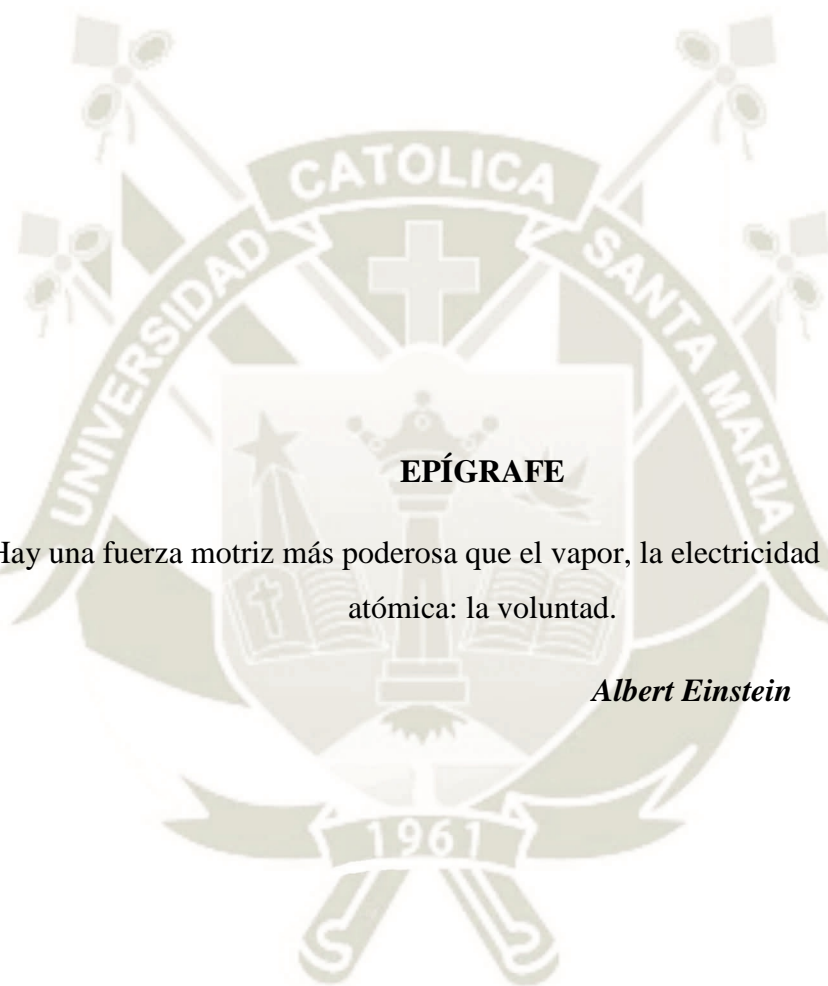 UNIVERSIDAD CATOLICA SANTA MARIA
EPÍGRAFE
una fuerza motriz más poderosa que el vapor, la electricidad
atómica: la voluntad.
Albert Einstein
1961